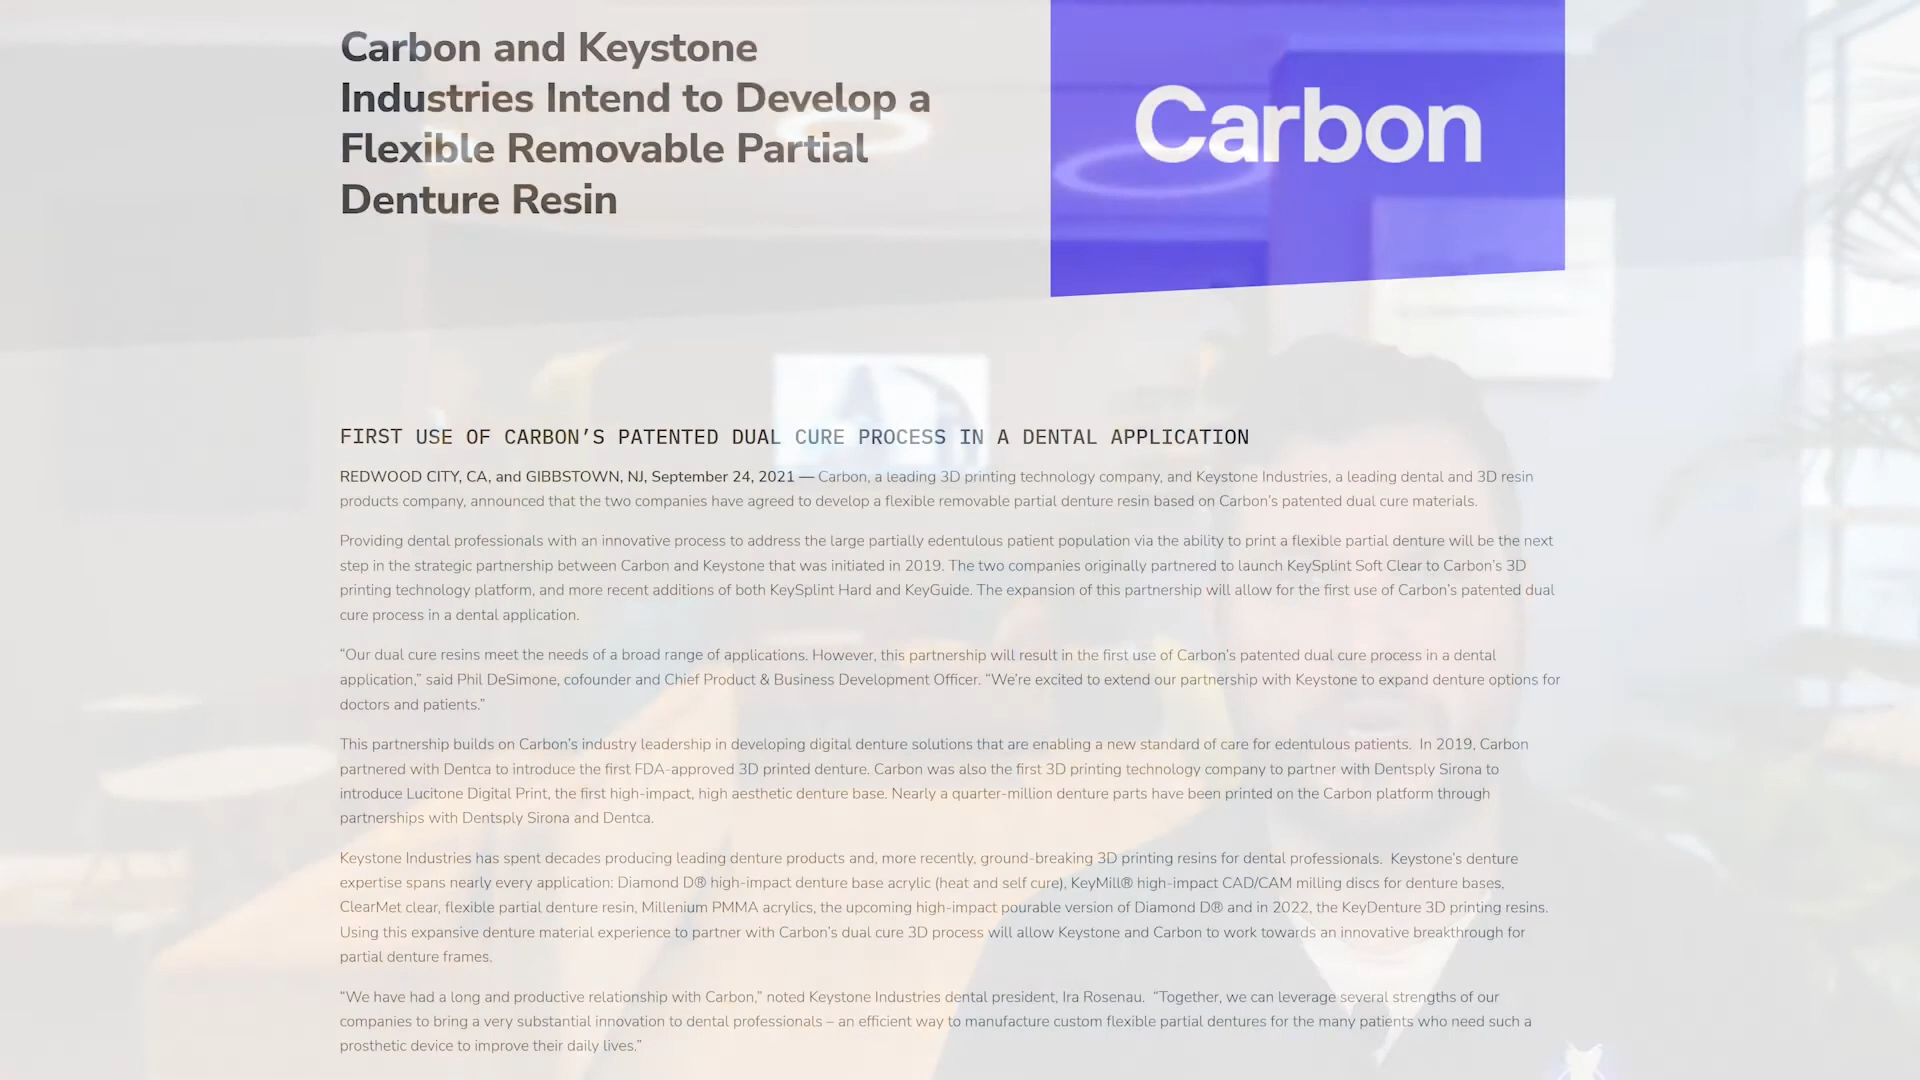 Carbon and Keystone
Industries Intend to Develop a
Flexible Removable Partial
Denture Resin
Carbon
FIRST USE OF CARBON’S PATENTED DUAL CURE PROCESS IN A DENTAL APPLICATION
REDWOOD CITY, CA, and GIBBSTOWN, NJ, September 24, 2021 — Carbon, a leading 3D printing technology company, and Keystone Industries, a leading dental and 3D resin
products company, announced that the two companies have agreed to develop a flexible removable partial denture resin based on Carbon’s patented dual cure materials.
Providing dental professionals with an innovative process to address the large partially edentulous patient population via the ability to print a flexible partial denture will be the next
step in the strategic partnership between Carbon and Keystone that was initiated in 2019. The two companies originally partnered to launch KeySplint Soft Clear to Carbon’s 3D
printing technology platform, and more recent additions of both KeySplint Hard and KeyGuide. The expansion of this partnership will allow for the first use of Carbon’s patented dual
cure process in a dental application.
“Our dual cure resins meet the needs of a broad range of applications. However, this partnership will result in the first use of Carbon’s patented dual cure process in a dental
application,” said Phil DeSimone, cofounder and Chief Product & Business Development Officer. “We’re excited to extend our partnership with Keystone to expand denture options for
doctors and patients.”
This partnership builds on Carbon’s industry leadership in developing digital denture solutions that are enabling a new standard of care for edentulous patients.  In 2019, Carbon
partnered with Dentca to introduce the first FDA-approved 3D printed denture. Carbon was also the first 3D printing technology company to partner with Dentsply Sirona to
introduce Lucitone Digital Print, the first high-impact, high aesthetic denture base. Nearly a quarter-million denture parts have been printed on the Carbon platform through
partnerships with Dentsply Sirona and Dentca.
Keystone Industries has spent decades producing leading denture products and, more recently, ground-breaking 3D printing resins for dental professionals.  Keystone’s denture
expertise spans nearly every application: Diamond D® high-impact denture base acrylic (heat and self cure), KeyMill® high-impact CAD/CAM milling discs for denture bases,
ClearMet clear, flexible partial denture resin, Millenium PMMA acrylics, the upcoming high-impact pourable version of Diamond D® and in 2022, the KeyDenture 3D printing resins.
Using this expansive denture material experience to partner with Carbon’s dual cure 3D process will allow Keystone and Carbon to work towards an innovative breakthrough for
partial denture frames.
“We have had a long and productive relationship with Carbon,” noted Keystone Industries dental president, Ira Rosenau.  “Together, we can leverage several strengths of our
companies to bring a very substantial innovation to dental professionals – an efficient way to manufacture custom flexible partial dentures for the many patients who need such a
prosthetic device to improve their daily lives.”